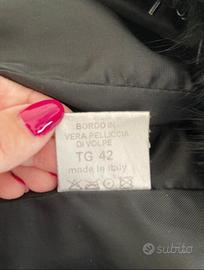 BORDO IN
VERA PELLICCIA
DI VOLPE
TG 42
made in Italy
subito